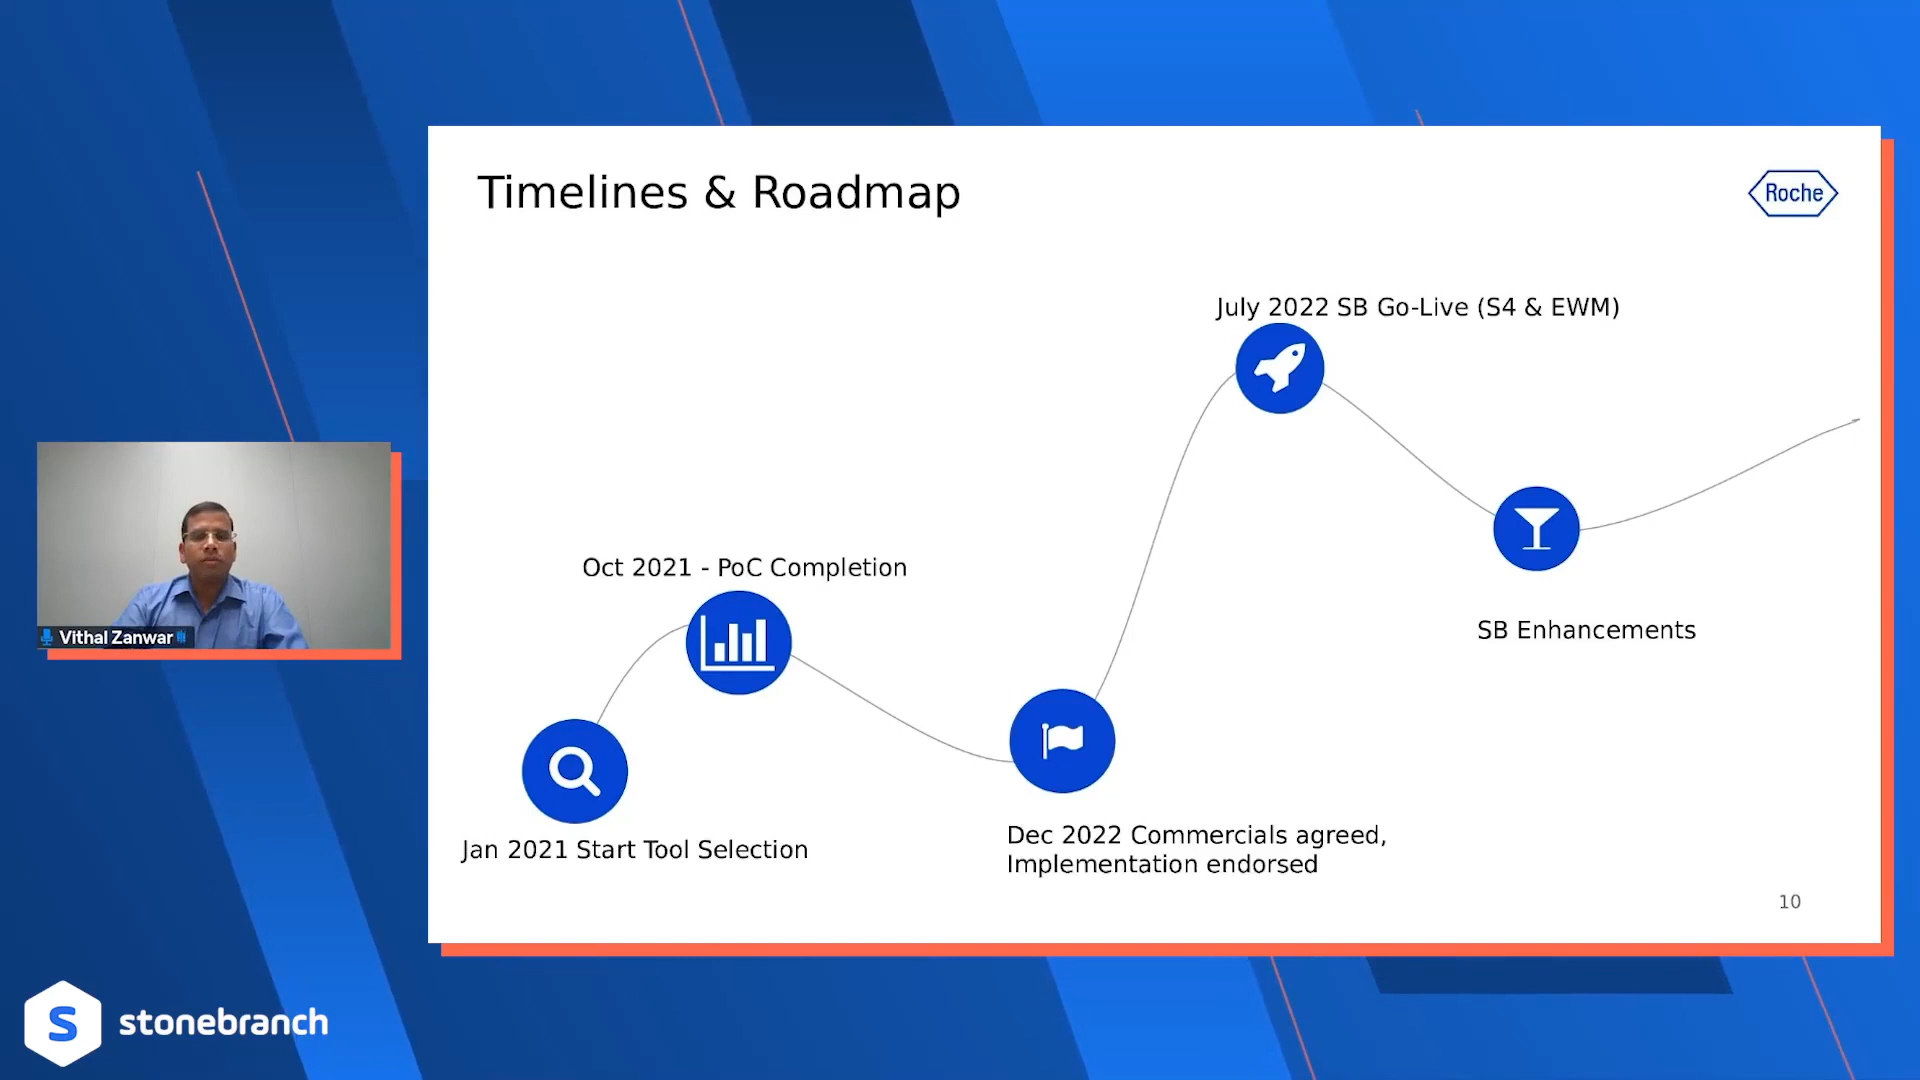 Timelines & Roadmap
Roche
July 2022 SB Go-Live (S4 & EWM)
Oct 2021 - PoC Completion
SB Enhancements
Vithal Zanwar
Jan 2021 Start Tool Selection
Dec 2022 Commercials agreed,
Implementation endorsed
10
S stonebranch